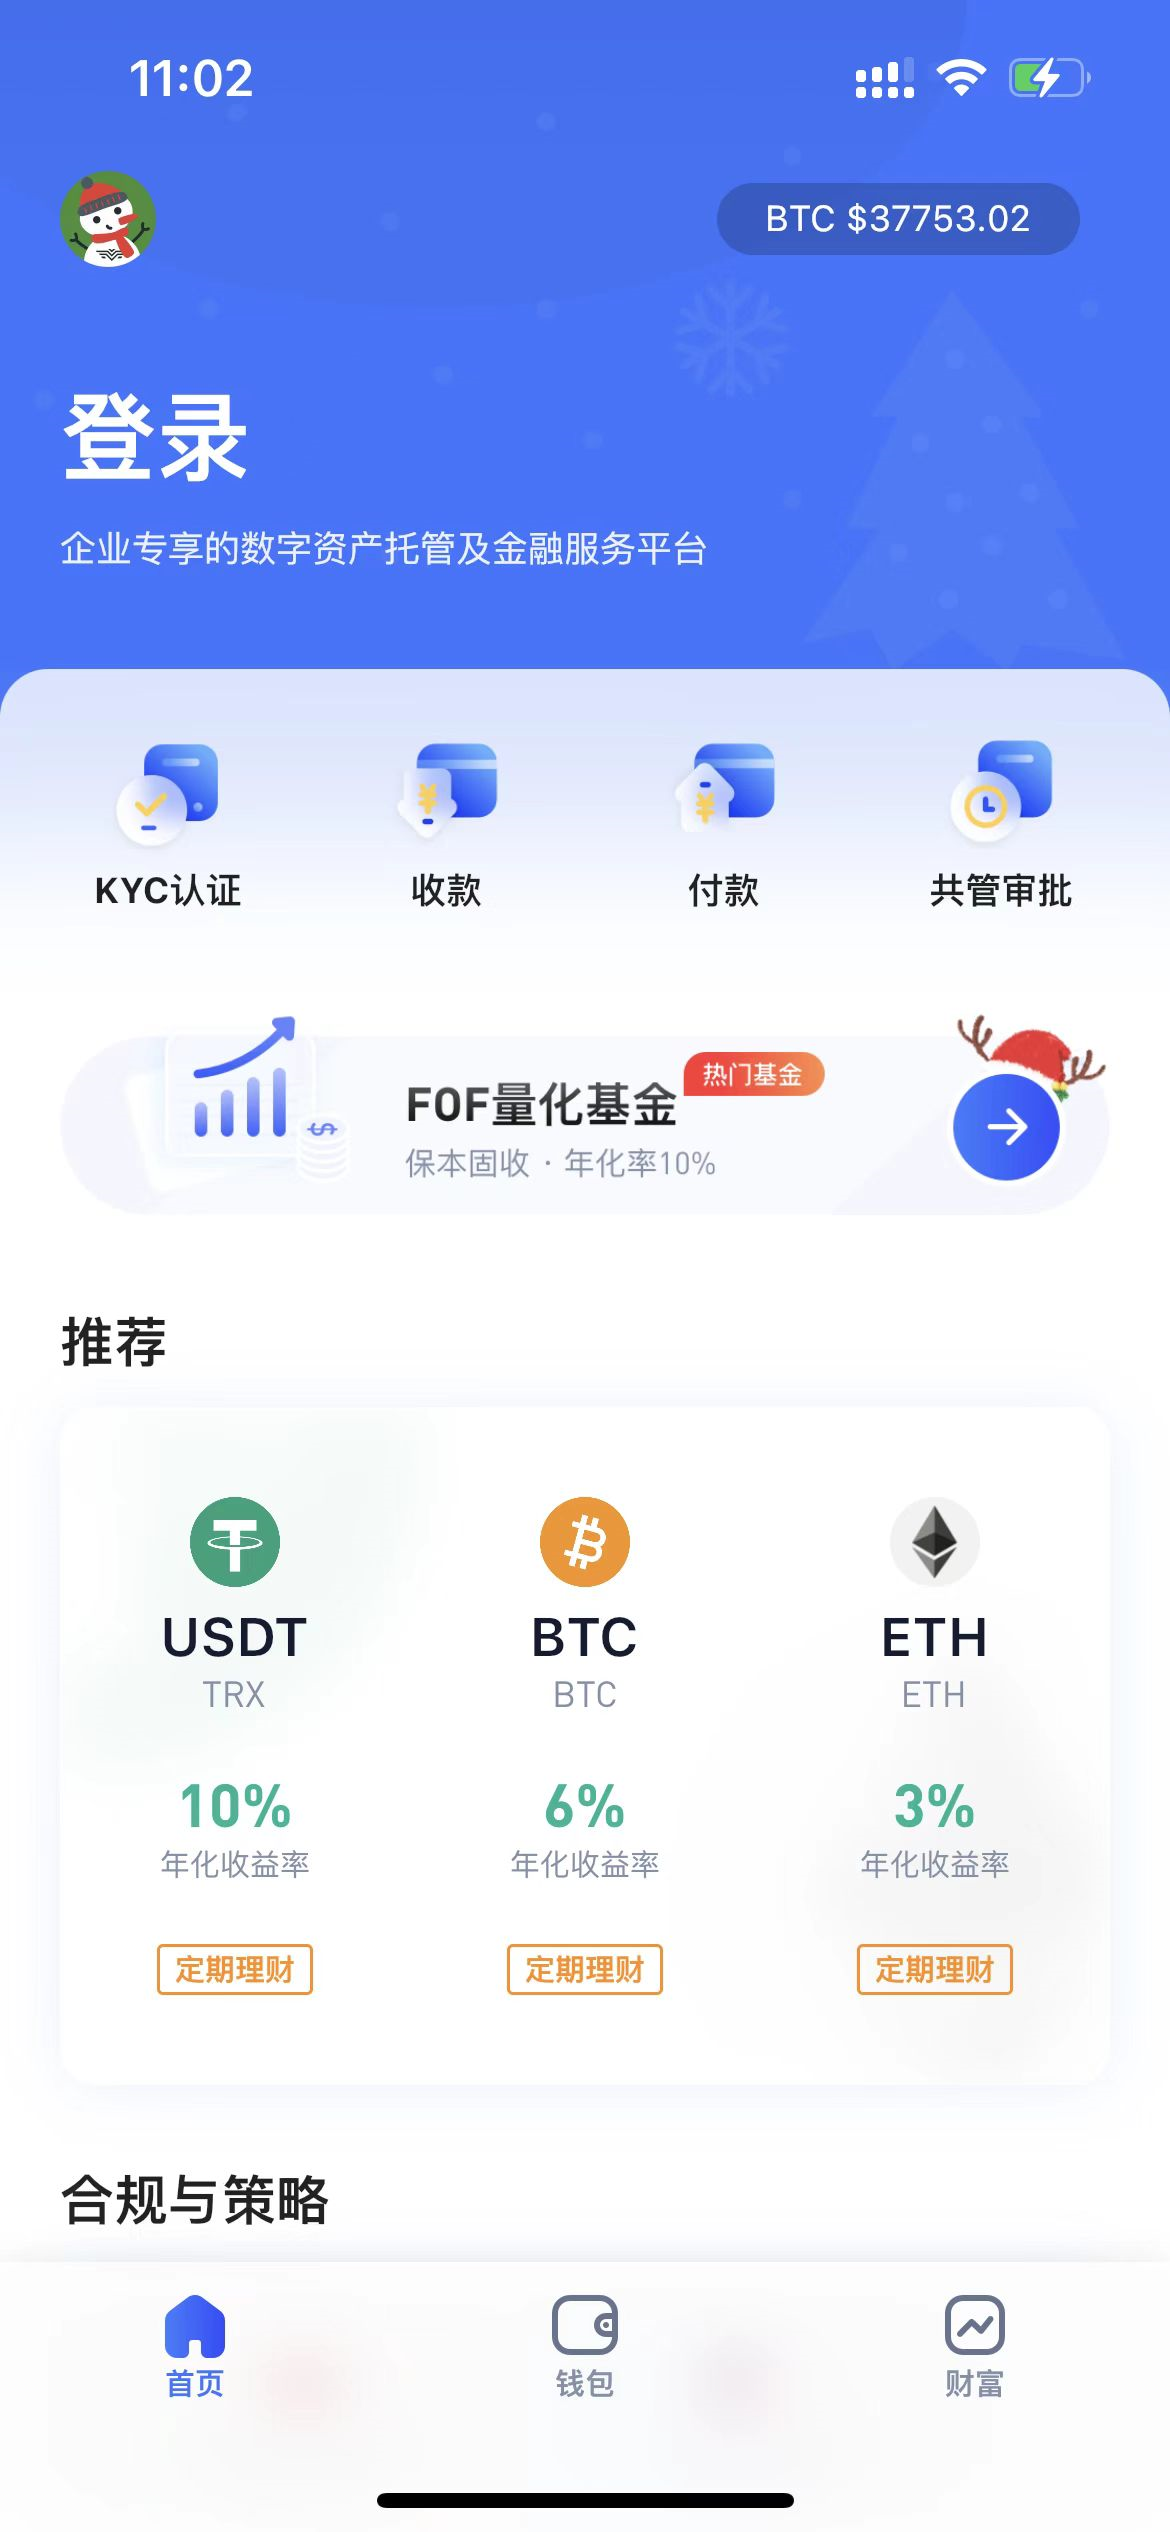 11:02
BTC $37753.02
登录
企业专享的数字资产托管及金融服务平台
KYC认证 收款 付款 共管审批
FOF量化基金 热门基金
保本固收 · 年化率10%
推荐
USDT BTC ETH
TRX BTC ETH
10% 6% 3%
年化收益率 年化收益率 年化收益率
定期理财 定期理财 定期理财
合规与策略
首页 钱包 财富